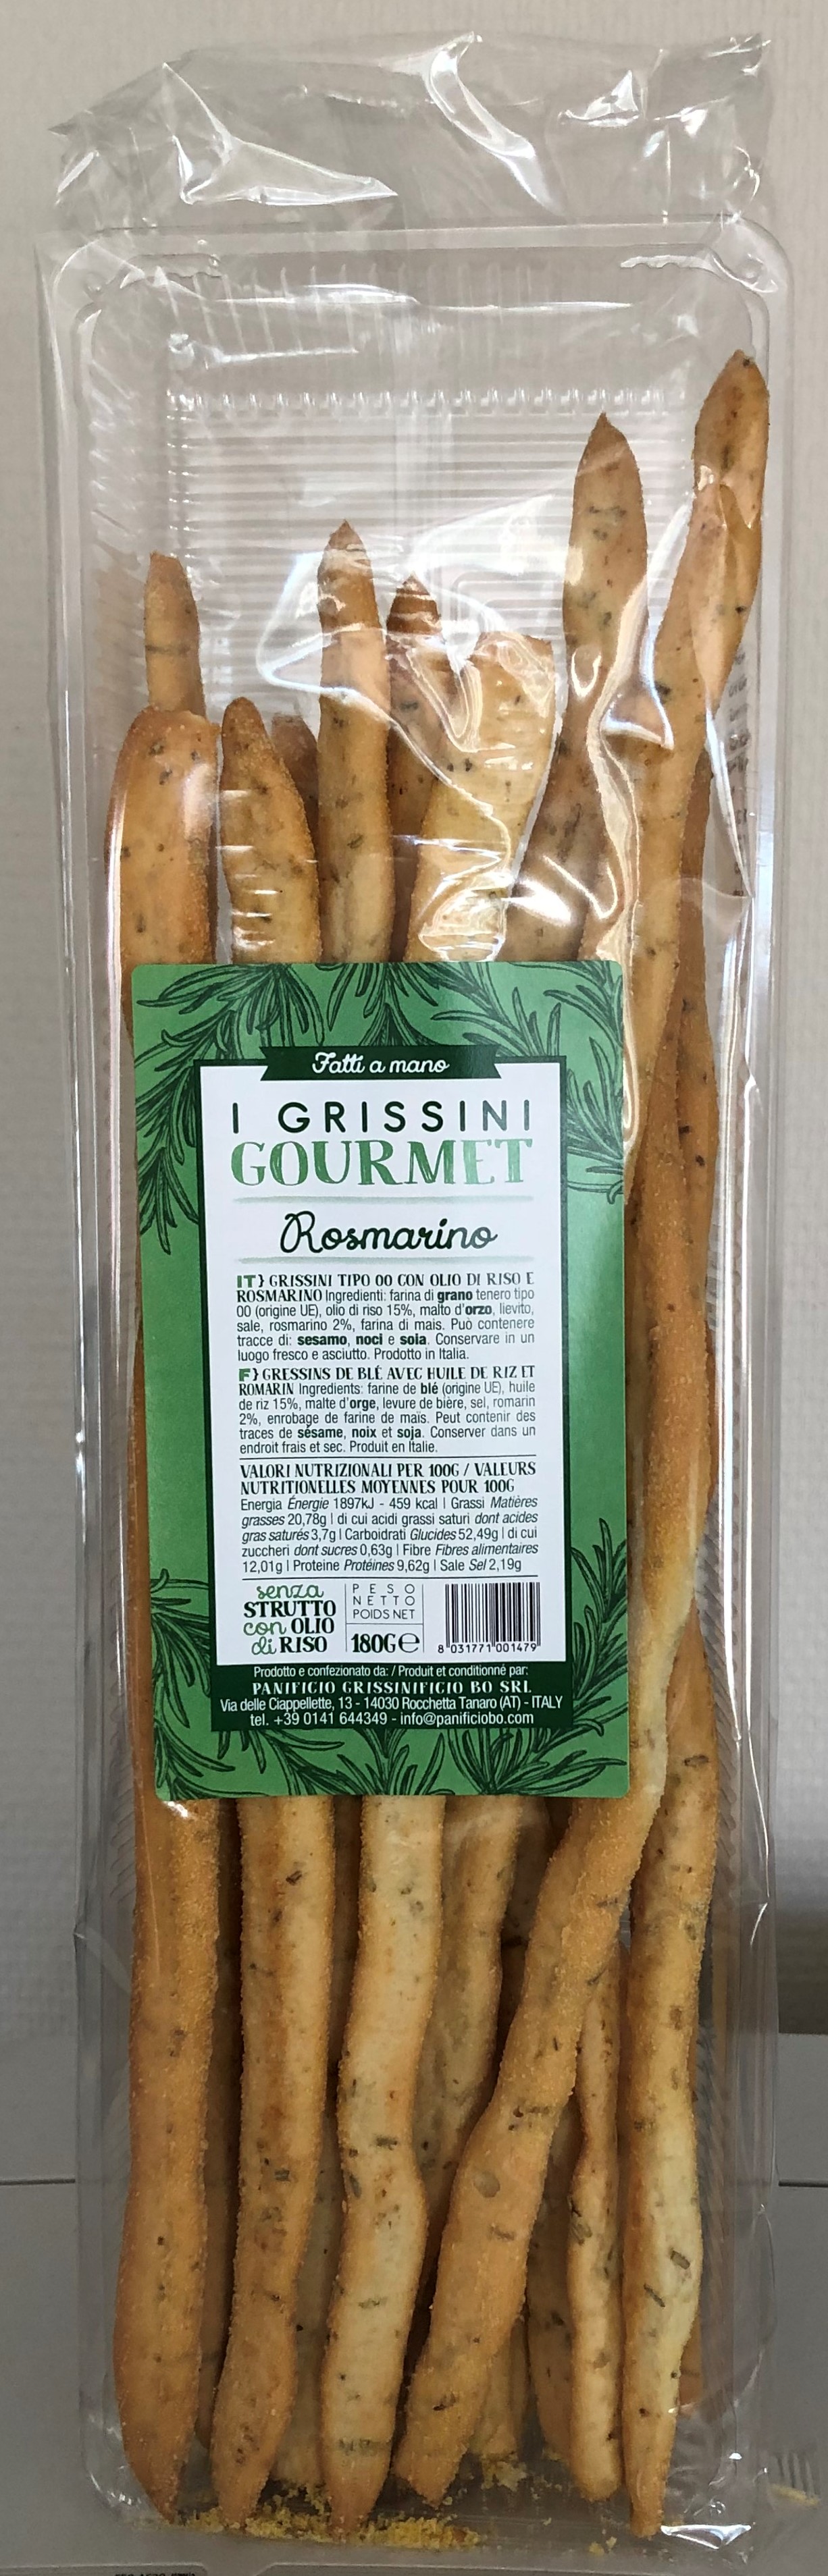 Fatti a mano
I GRISSINI
GOURMET
Rosmarino
IT} GRISSINI TIPO 00 CON OLIO DI RISO E
ROSMARINO Ingredienti: farina di grano tenero tipo
00 (origine UE), olio di riso 15%, malto d'orzo, lievito,
sale, rosmarino 2%, farina di mais. Può contenere
tracce di: sesamo, noci e soia. Conservare in un
luogo fresco e asciutto. Prodotto in Italia.
F} GRESSINS DE BLÉ AVEC HUILE DE RIZ ET
ROMARIN Ingredients: farine de blé (origine UE), huile
de riz 15%, malte d'orge, levure de bière, sel, romarin
2%, enrobage de farine de maïs. Peut contenir des
traces de sésame, noix et soja. Conserver dans un
endroit frais et sec. Produit en Italie.
VALORI NUTRIZIONALI PER 100G / VALEURS
NUTRITIONELLES MOYENNES POUR 100G
Energia Énergie 1897kJ - 459 kcal | Grassi Matières
grasses 20,78g | di cui acidi grassi saturi dont acides
gras saturés 3,7g | Carboidrati Glucides 52,49g | di cui
zuccheri dont sucres 0,63g | Fibre Fibres alimentaires
12,01g | Proteine Protéines 9,62g | Sale Sel 2,19g
senza
STRUTTO
con OLIO
di RISO
PESO
NETTO
POIDS NET
180G e
8 031771 001479
Prodotto e confezionato da: / Produit et conditionné par:
PANIFICIO GRISSINIFICIO BO SRL
Via delle Ciappellette, 13 - 14030 Rocchetta Tanaro (AT) - ITALY
tel. +39 0141 644349 - info@panificiobo.com